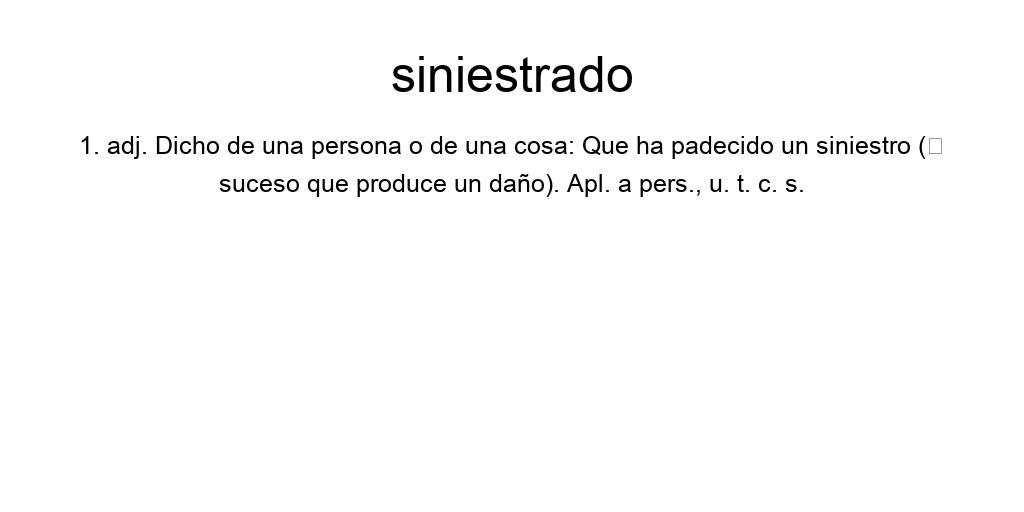 siniestrado
1. adj. Dicho de una persona o de una cosa: Que ha padecido un siniestro (□
suceso que produce un daño). Apl. a pers., u. t. c. s.